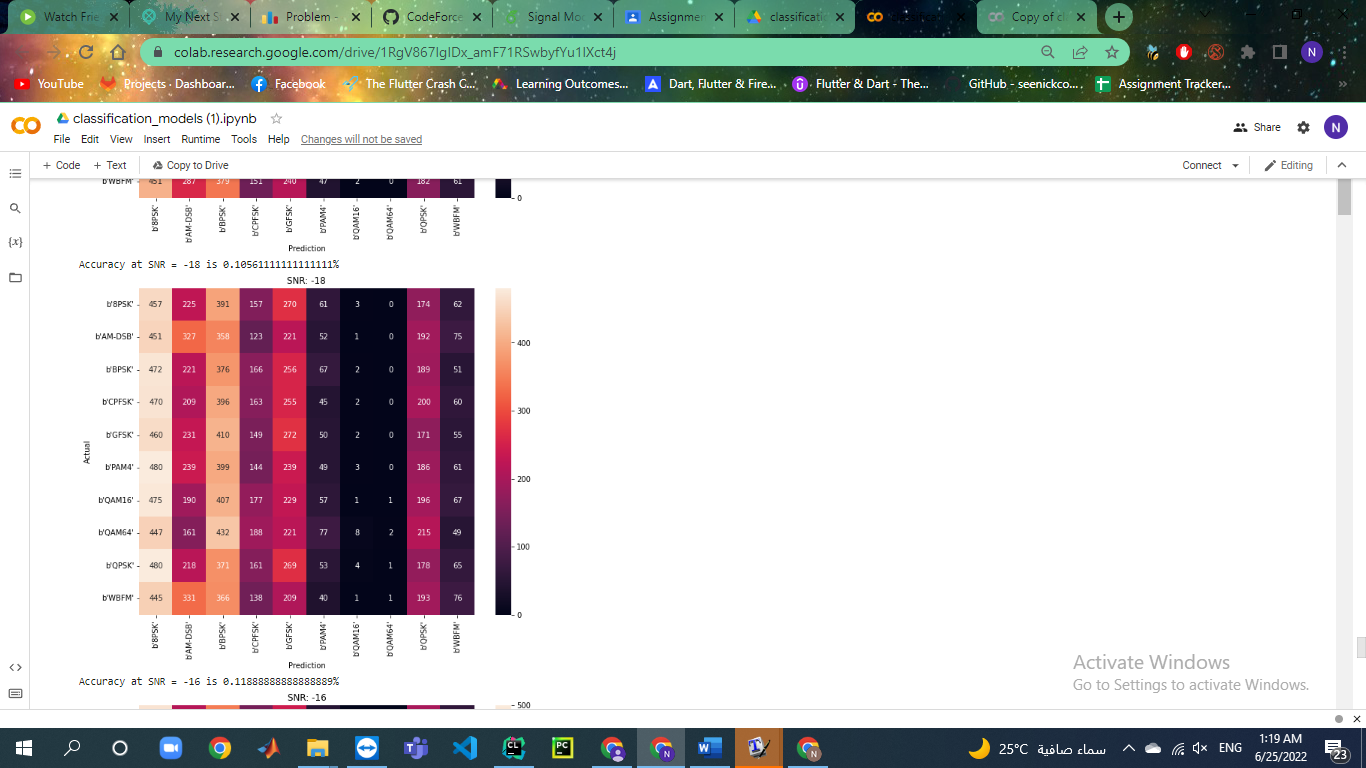 Watch Frie
My Next S
Problem -
CodeForce
Signal Mo
Assignmen
classificatio
Copy of cl
colab.research.google.com/drive/1RgV867IgIDx_amF71RSwbyfYu1IXct4j
YouTube
Projects · Dashboar...
Facebook
The Flutter Crash C...
Learning Outcomes...
Dart, Flutter & Fire...
Flutter & Dart - The...
GitHub - seenickco...
Assignment Tracker...
classification_models (1).ipynb
File Edit View Insert Runtime Tools Help Changes will not be saved
Share
N
+ Code + Text Copy to Drive
Connect
Editing
b'WBFM' 451 287 379 151 240 47 2 0 182 61
0
b'8PSK' b'AM-DSB' b'BPSK' b'CPFSK' b'GFSK' b'PAM4' b'QAM16' b'QAM64' b'QPSK' b'WBFM'
Prediction
Accuracy at SNR = -18 is 0.10561111111111111%
SNR: -18
b'8PSK' 457 225 391 157 270 61 3 0 174 62
b'AM-DSB' 451 327 358 123 221 52 1 0 192 75
b'BPSK' 472 221 376 166 256 67 2 0 189 51
b'CPFSK' 470 209 396 163 255 45 2 0 200 60
b'GFSK' 460 231 410 149 272 50 2 0 171 55
b'PAM4' 480 239 399 144 239 49 3 0 186 61
b'QAM16' 475 190 407 177 229 57 1 1 196 67
b'QAM64' 447 161 432 188 221 77 8 2 215 49
b'QPSK' 480 218 371 161 269 53 4 1 178 65
b'WBFM' 445 331 366 138 209 40 1 1 193 76
Actual
400
300
200
100
0
b'8PSK' b'AM-DSB' b'BPSK' b'CPFSK' b'GFSK' b'PAM4' b'QAM16' b'QAM64' b'QPSK' b'WBFM'
Prediction
Accuracy at SNR = -16 is 0.11888888888888889%
SNR: -16
500
Activate Windows
Go to Settings to activate Windows.
25°C سماء صافية
ENG
1:19 AM
6/25/2022
23